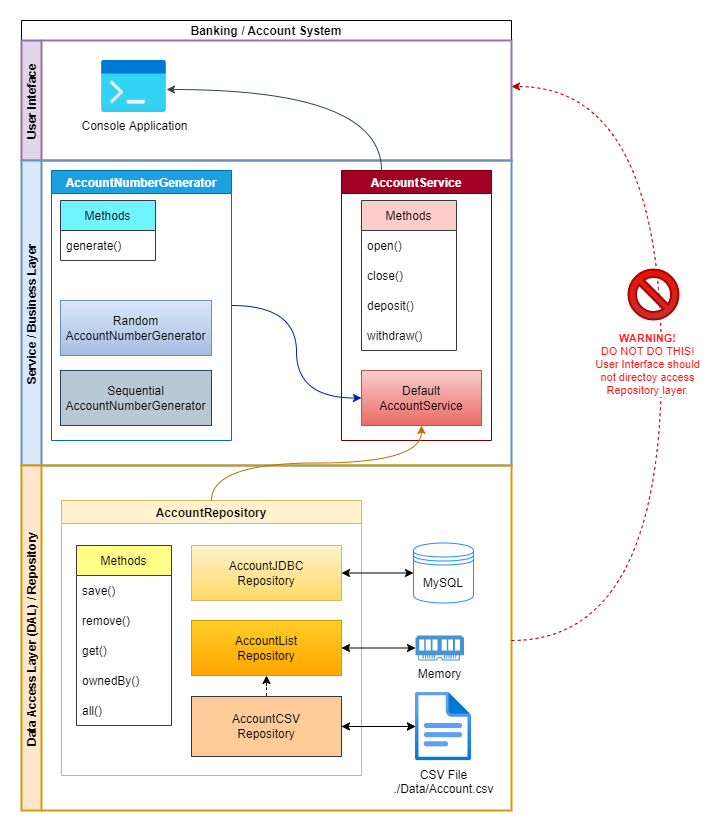 Banking / Account System
User Inteface
Console Application
Service / Business Layer
AccountNumberGenerator
Methods
generate()
Random
AccountNumberGenerator
Sequential
AccountNumberGenerator
AccountService
Methods
open()
close()
deposit()
withdraw()
Default
AccountService
WARNING!
DO NOT DO THIS!
User Interface should
not directoy access
Repository layer.
Data Access Layer (DAL) / Repository
AccountRepository
Methods
save()
remove()
get()
ownedBy()
all()
AccountJDBC
Repository
MySQL
AccountList
Repository
Memory
AccountCSV
Repository
CSV File
./Data/Account.csv